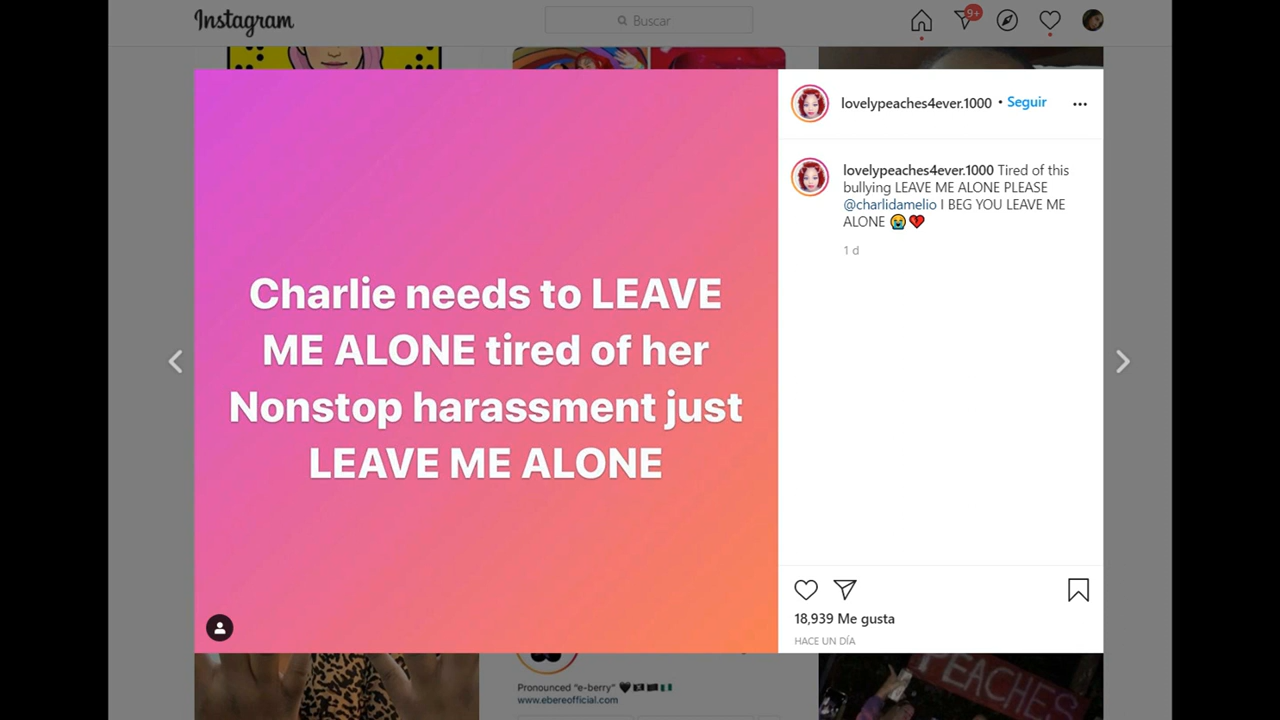 Instagram
Buscar
9+
Charlie needs to LEAVE
ME ALONE tired of her
Nonstop harassment just
LEAVE ME ALONE
lovelypeaches4ever.1000 • Seguir
lovelypeaches4ever.1000 Tired of this
bullying LEAVE ME ALONE PLEASE
@charlidamelio I BEG YOU LEAVE ME
ALONE 😭💔
1 d
18,939 Me gusta
HACE UN DÍA
Pronounced "e-berry" 🖤
www.ebereofficial.com
PEACHES